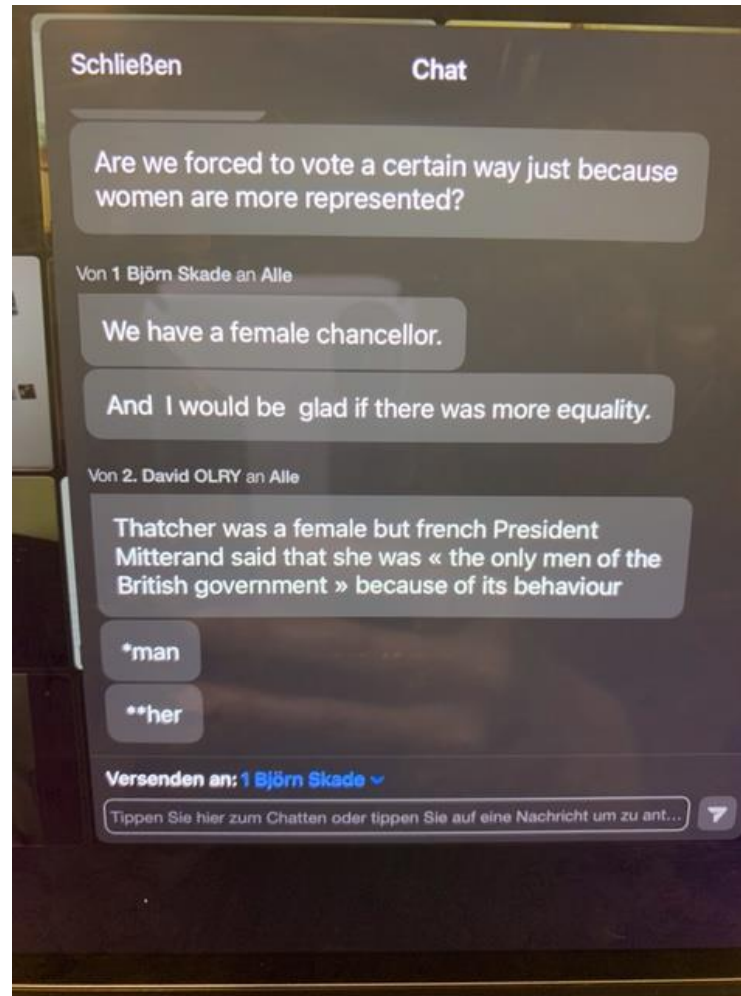 Schließen
Chat
Are we forced to vote a certain way just because
women are more represented?
Von 1 Björn Skade an Alle
We have a female chancellor.
And I would be glad if there was more equality.
Von 2. David OLRY an Alle
Thatcher was a female but french President
Mitterand said that she was « the only men of the
British government » because of its behaviour
*man
**her
Versenden an: 1 Björn Skade
Tippen Sie hier zum Chatten oder tippen Sie auf eine Nachricht um zu ant...